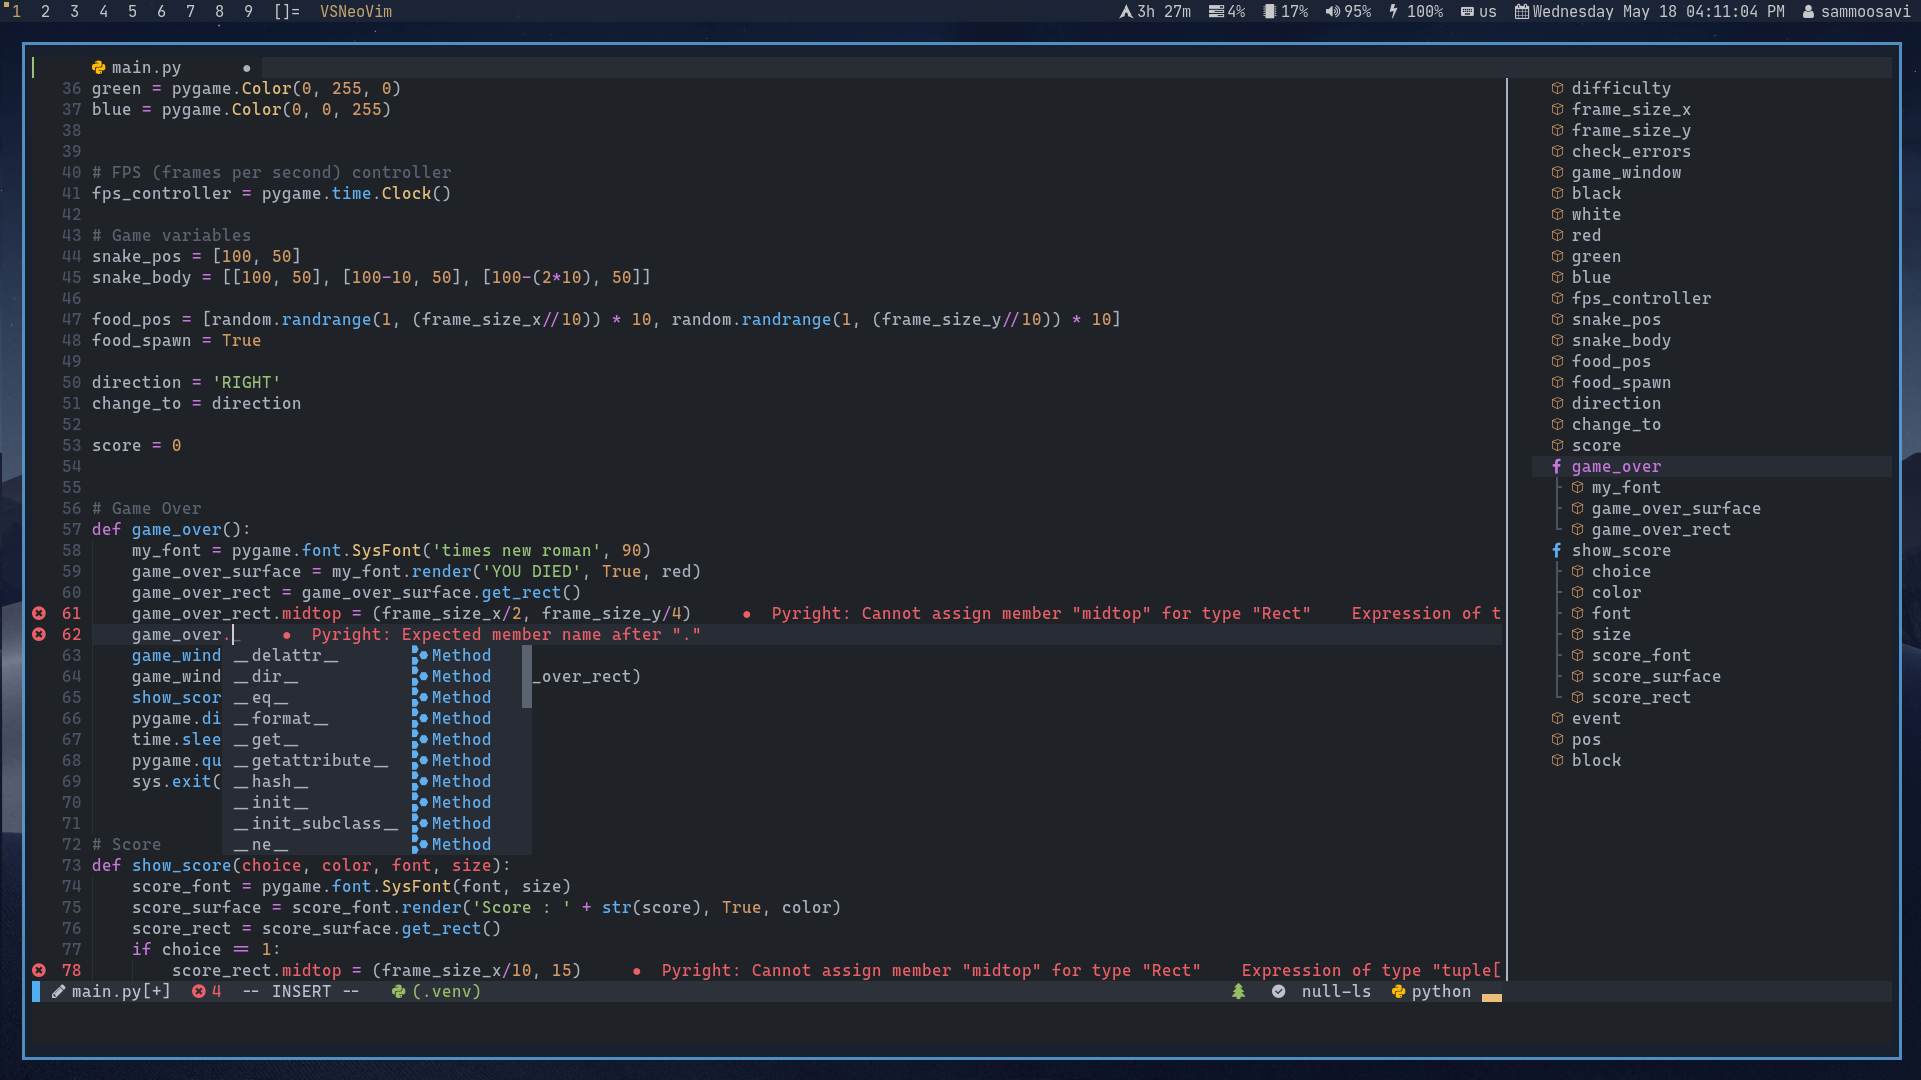 1 2 3 4 5 6 7 8 9 []= VSNeoVim 3h 27m 4% 17% 95% 100% us Wednesday May 18 04:11:04 PM sammoosavi
main.py
36 green = pygame.Color(0, 255, 0)
37 blue = pygame.Color(0, 0, 255)
38
39
40 # FPS (frames per second) controller
41 fps_controller = pygame.time.Clock()
42
43 # Game variables
44 snake_pos = [100, 50]
45 snake_body = [[100, 50], [100-10, 50], [100-(2*10), 50]]
46
47 food_pos = [random.randrange(1, (frame_size_x//10)) * 10, random.randrange(1, (frame_size_y//10)) * 10]
48 food_spawn = True
49
50 direction = 'RIGHT'
51 change_to = direction
52
53 score = 0
54
55
56 # Game Over
57 def game_over():
58 my_font = pygame.font.SysFont('times new roman', 90)
59 game_over_surface = my_font.render('YOU DIED', True, red)
60 game_over_rect = game_over_surface.get_rect()
61 game_over_rect.midtop = (frame_size_x/2, frame_size_y/4) ● Pyright: Cannot assign member "midtop" for type "Rect" Expression of t
62 game_over._ ● Pyright: Expected member name after "."
63 game_wind __delattr__ Method
64 game_wind __dir__ Method _over_rect)
65 show_scor __eq__ Method
66 pygame.di __format__ Method
67 time.slee __get__ Method
68 pygame.qu __getattribute__ Method
69 sys.exit( __hash__ Method
70 __init__ Method
71 __init_subclass__ Method
72 # Score __ne__ Method
73 def show_score(choice, color, font, size):
74 score_font = pygame.font.SysFont(font, size)
75 score_surface = score_font.render('Score : ' + str(score), True, color)
76 score_rect = score_surface.get_rect()
77 if choice == 1:
78 score_rect.midtop = (frame_size_x/10, 15) ● Pyright: Cannot assign member "midtop" for type "Rect" Expression of type "tuple[
main.py[+] 4 -- INSERT -- (.venv) null-ls python
difficulty
frame_size_x
frame_size_y
check_errors
game_window
black
white
red
green
blue
fps_controller
snake_pos
snake_body
food_pos
food_spawn
direction
change_to
score
f game_over
my_font
game_over_surface
game_over_rect
f show_score
choice
color
font
size
score_font
score_surface
score_rect
event
pos
block